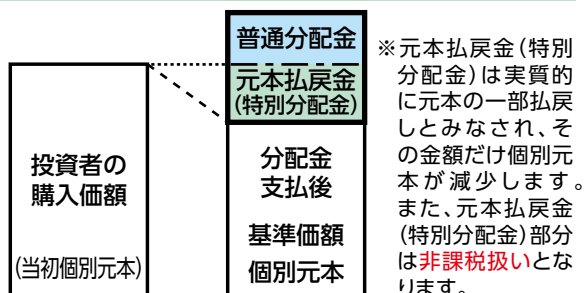 投資者の
購入価額
(当初個別元本)
普通分配金
元本払戻金
(特別分配金)
分配金
支払後
基準価額
個別元本
※元本払戻金(特別
分配金)は実質的
に元本の一部払戻
しとみなされ、そ
の金額だけ個別元
本が減少します。
また、元本払戻金
(特別分配金)部分
は非課税扱いとな
ります。